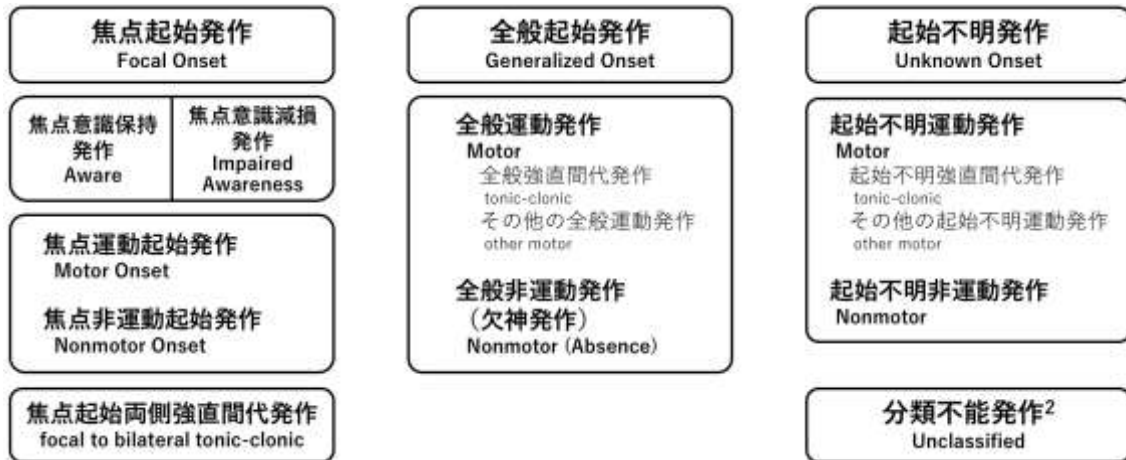 焦点起始発作
Focal Onset
焦点意識保持
発作
Aware
焦点意識減損
発作
Impaired
Awareness
焦点運動起始発作
Motor Onset
焦点非運動起始発作
Nonmotor Onset
焦点起始両側強直間代発作
focal to bilateral tonic-clonic
全般起始発作
Generalized Onset
全般運動発作
Motor
全般強直間代発作
tonic-clonic
その他の全般運動発作
other motor
全般非運動発作
（欠神発作）
Nonmotor (Absence)
起始不明発作
Unknown Onset
起始不明運動発作
Motor
起始不明強直間代発作
tonic-clonic
その他の起始不明運動発作
other motor
起始不明非運動発作
Nonmotor
分類不能発作2
Unclassified